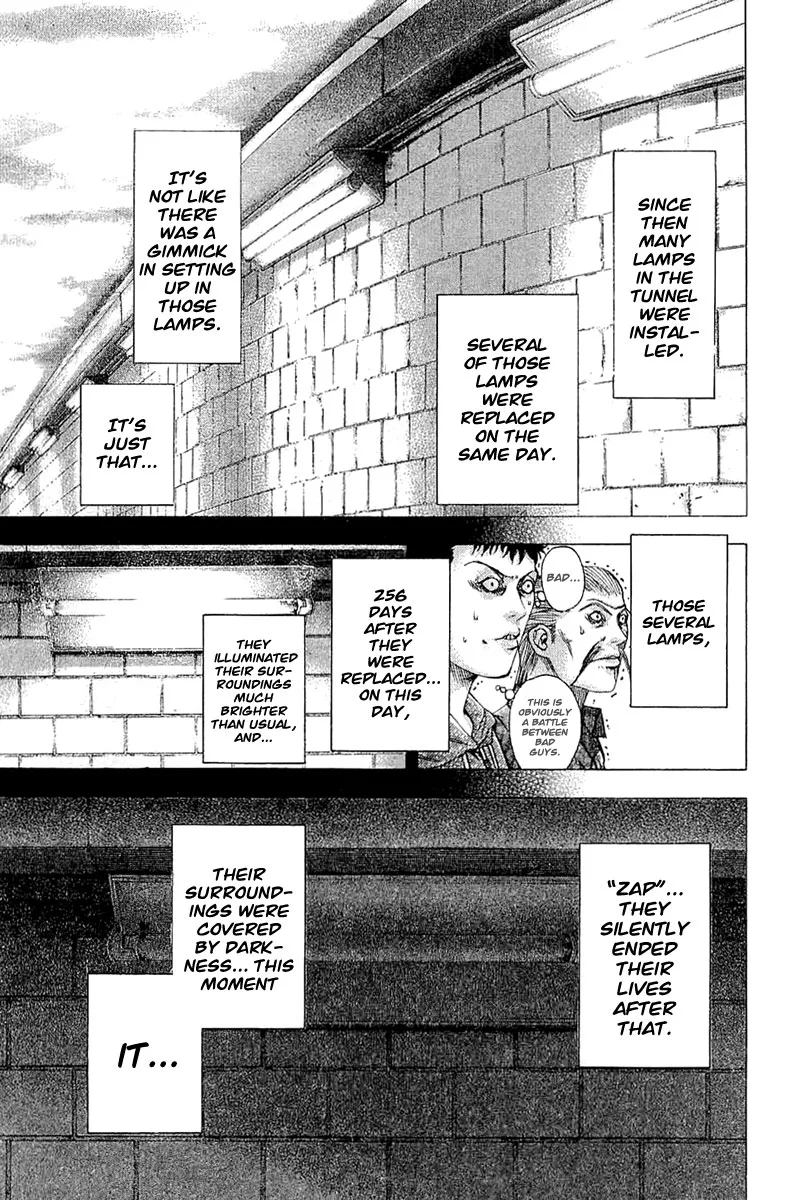 SINCE
THEN
MANY
LAMPS
IN THE
TUNNEL
WERE
INSTAL-
LED.
SEVERAL
OF THOSE
LAMPS
WERE
REPLACED
ON THE
SAME DAY.
IT'S
NOT LIKE
THERE
WAS A
GIMMICK
IN SETTING
UP IN
THOSE
LAMPS.
IT'S
JUST
THAT...
THOSE
SEVERAL
LAMPS,
BAD...
THIS IS
OBVIOUSLY
A BATTLE
BETWEEN
BAD
GUYS.
256
DAYS
AFTER
THEY
WERE
REPLACED...
ON THIS
DAY,
THEY
ILLUMINATED
THEIR SUR-
ROUNDINGS
MUCH
BRIGHTER
THAN USUAL,
AND...
"ZAP"...
THEY
SILENTLY
ENDED
THEIR
LIVES
AFTER
THAT.
THEIR
SURROUND-
INGS WERE
COVERED
BY DARK-
NESS... THIS
MOMENT
IT...